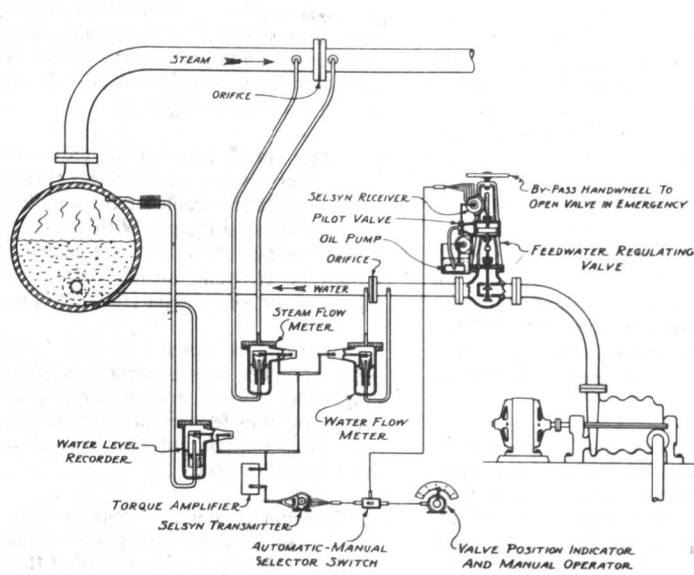 STEAM
ORIFICE
BY-PASS HANDWHEEL TO
OPEN VALVE IN EMERGENCY
SELSYN RECEIVER
PILOT VALVE
OIL PUMP
ORIFICE
FEEDWATER REGULATING
VALVE
WATER
STEAM FLOW
METER
WATER FLOW
METER
WATER LEVEL
RECORDER
TORQUE AMPLIFIER
SELSYN TRANSMITTER
AUTOMATIC-MANUAL
SELECTOR SWITCH
VALVE POSITION INDICATOR
AND MANUAL OPERATOR